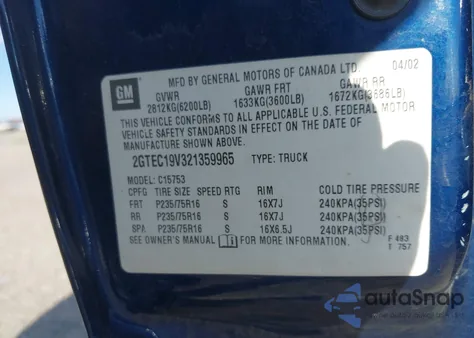 GM
MFD BY GENERAL MOTORS OF CANADA LTD. 04/02
GVWR GAWR FRT GAWR RR
2812KG(6200LB) 1633KG(3600LB) 1672KG(3686LB)
THIS VEHICLE CONFORMS TO ALL APPLICABLE U.S. FEDERAL MOTOR
VEHICLE SAFETY STANDARDS IN EFFECT ON THE DATE OF
MANUFACTURE SHOWN ABOVE.
2GTEC19V321359965 TYPE: TRUCK
MODEL: C15753
CPFG TIRE SIZE SPEED RTG RIM COLD TIRE PRESSURE
FRT P235/75R16 S 16X7J 240KPA(35PSI)
RR P235/75R16 S 16X7J 240KPA(35PSI)
SPA P235/75R16 S 16X6.5J 240KPA(35PSI)
SEE OWNER'S MANUAL FOR MORE INFORMATION.
F 483
T 757
autoSnap